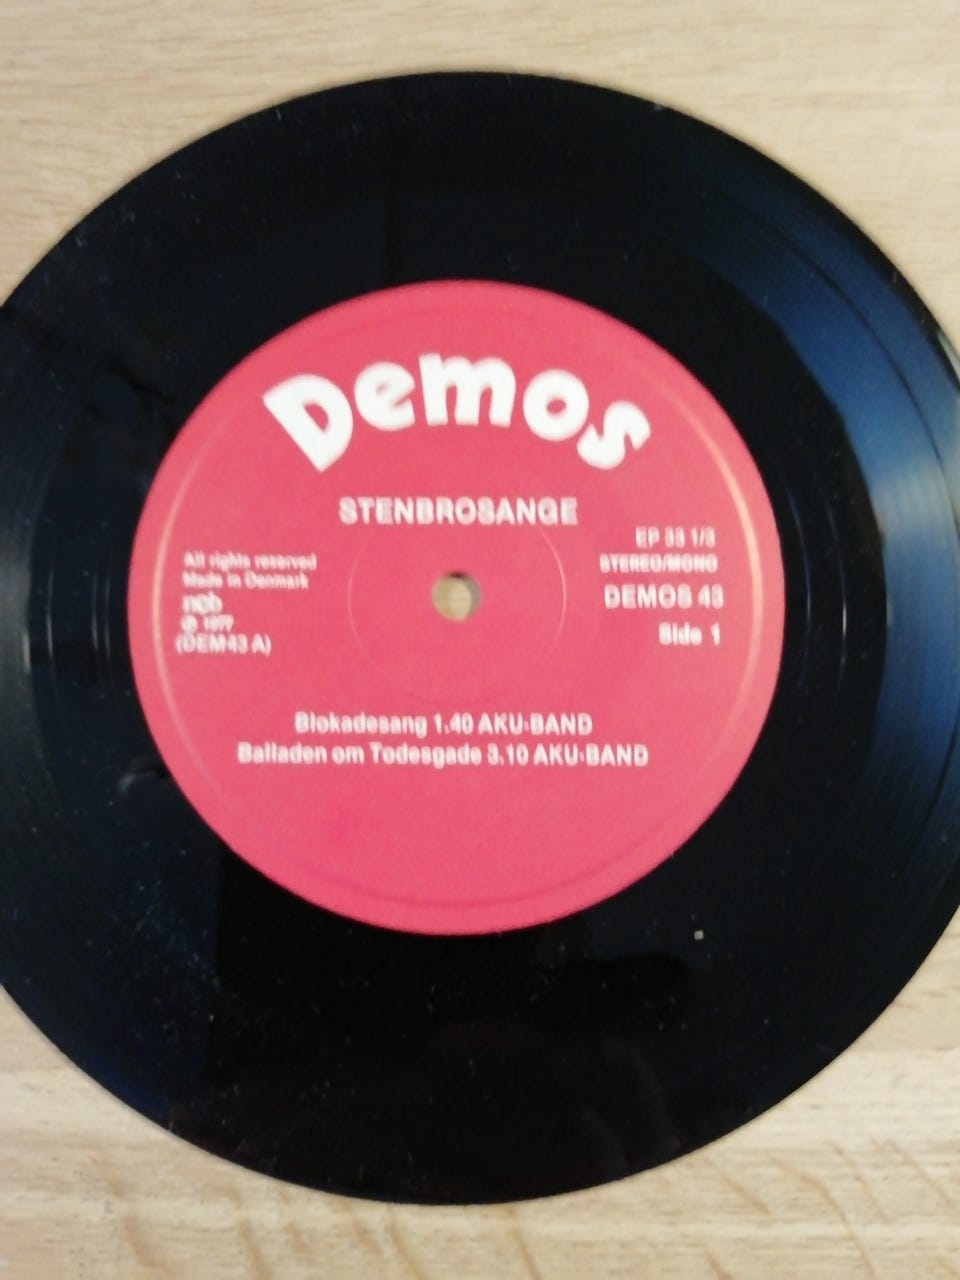 Demos
STENBROSANGE
All rights reserved
Made in Denmark
ncb
℗ 1977
(DEM43 A)
EP 33 1/3
STEREO/MONO
DEMOS 43
Side 1
Blokadesang 1.40 AKU-BAND
Balladen om Todesgade 3.10 AKU-BAND